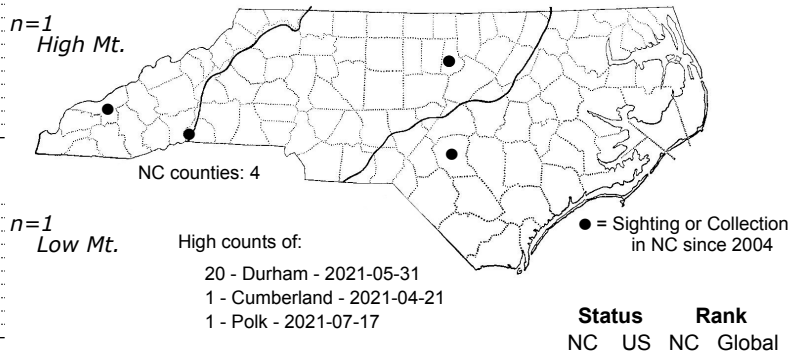 n=1
High Mt.
NC counties: 4
n=1
Low Mt.
High counts of:
20 - Durham - 2021-05-31
1 - Cumberland - 2021-04-21
1 - Polk - 2021-07-17
● = Sighting or Collection
in NC since 2004
Status Rank
NC US NC Global